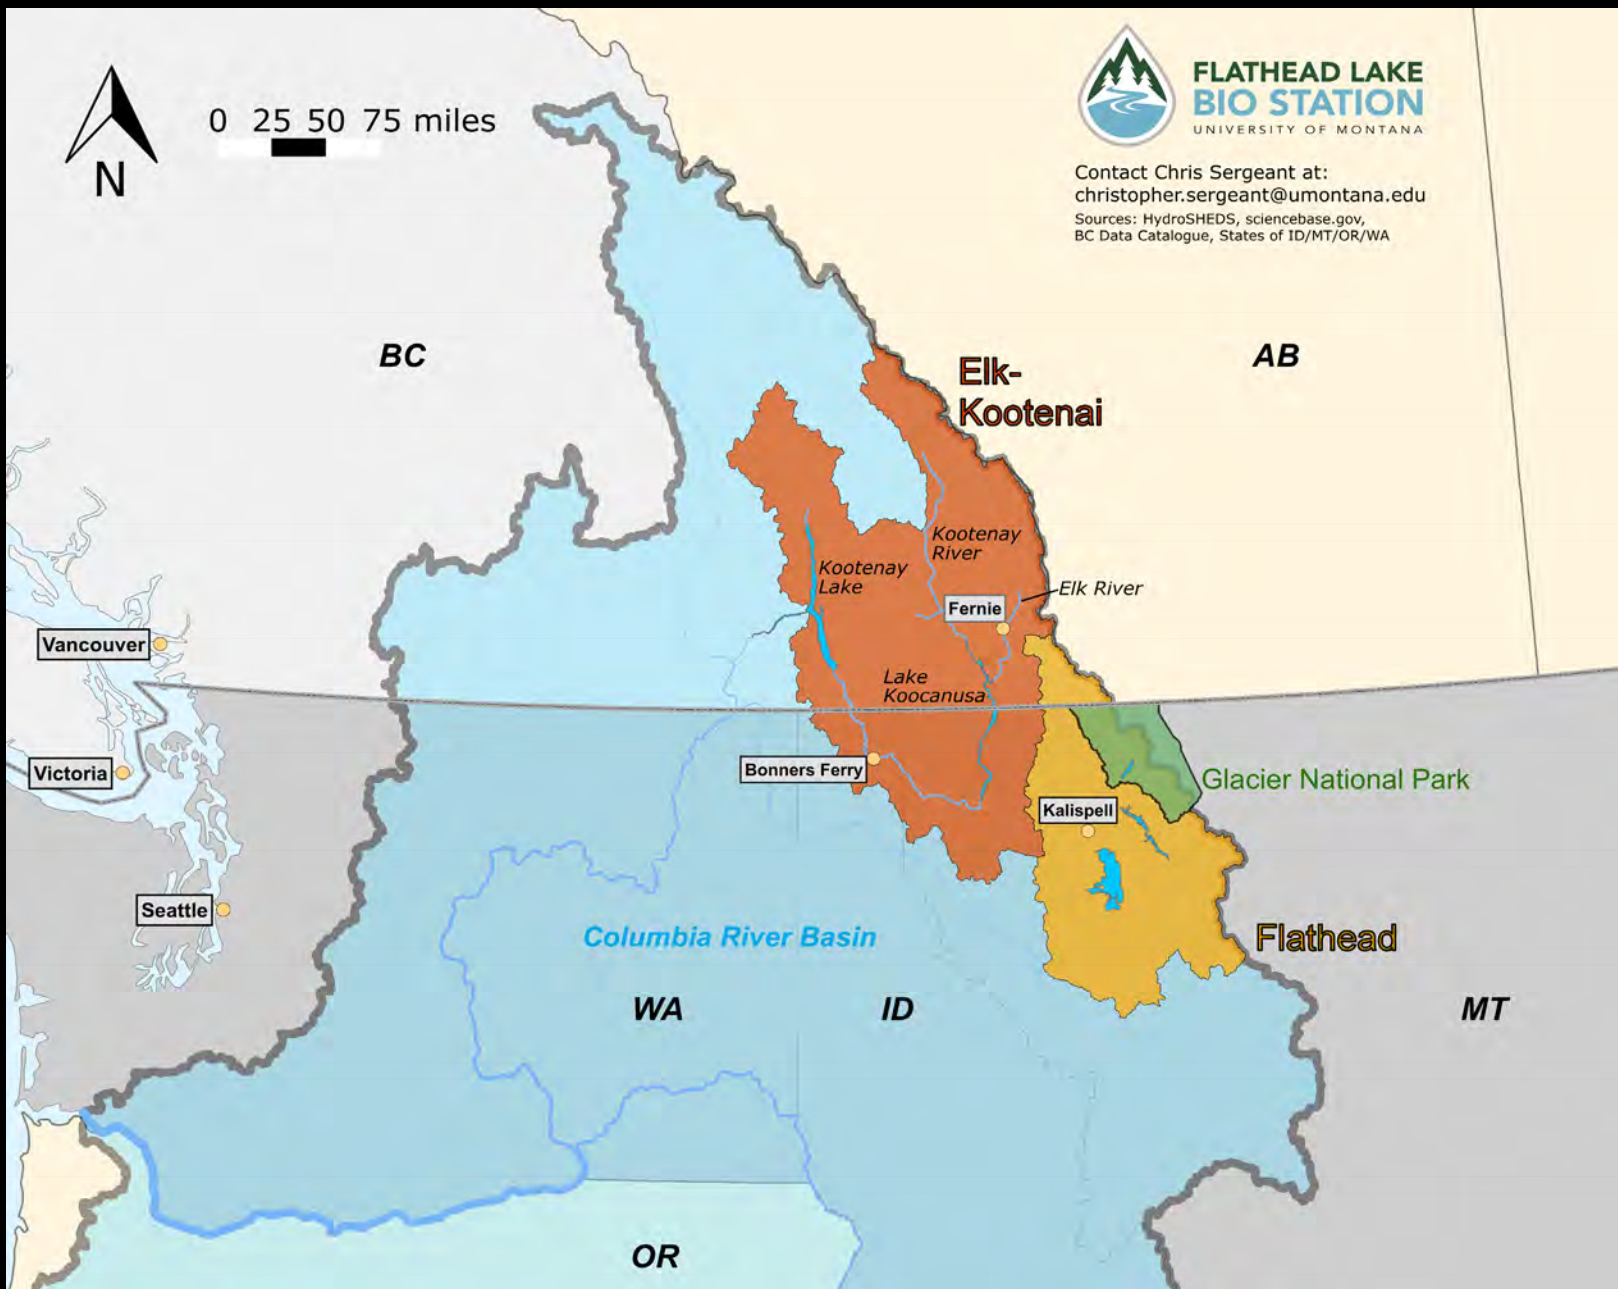 0 25 50 75 miles
N
FLATHEAD LAKE
BIO STATION
UNIVERSITY OF MONTANA
Contact Chris Sergeant at:
christopher.sergeant@umontana.edu
Sources: HydroSHEDS, sciencebase.gov,
BC Data Catalogue, States of ID/MT/OR/WA
BC
AB
Elk-
Kootenai
Kootenay
River
Kootenay
Lake
Elk River
Fernie
Vancouver
Lake
Koocanusa
Victoria
Bonners Ferry
Glacier National Park
Kalispell
Seattle
Columbia River Basin
Flathead
WA
ID
MT
OR